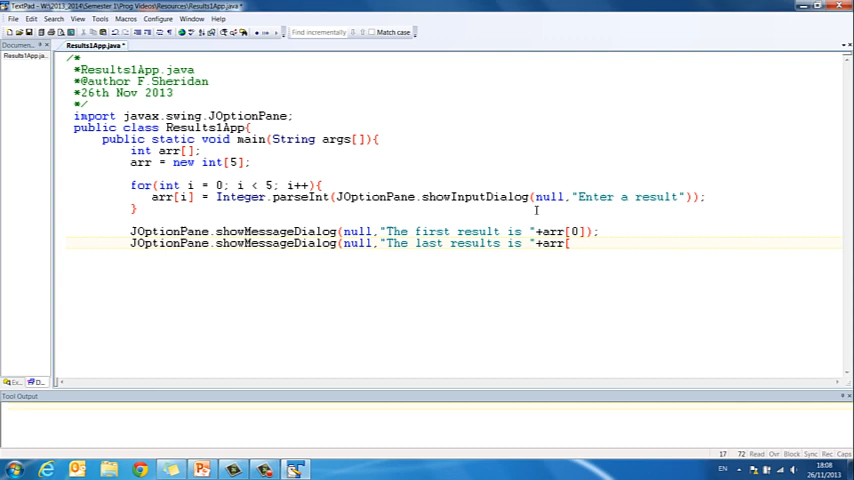 TextPad - W:\2013_2014\Semester 1\Prog Videos\Resources\Results1App.java *
File Edit Search View Tools Macros Configure Window Help
Find incrementally Match case
Documen...
Results1App.ja...
Results1App.java *
/*
*Results1App.java
*@author F.Sheridan
*26th Nov 2013
*/
import javax.swing.JOptionPane;
public class Results1App{
public static void main(String args[]){
int arr[];
arr = new int[5];
for(int i = 0; i < 5; i++){
arr[i] = Integer.parseInt(JOptionPane.showInputDialog(null,"Enter a result"));
}
JOptionPane.showMessageDialog(null,"The first result is "+arr[0]);
JOptionPane.showMessageDialog(null,"The last results is "+arr[
Ex... D...
Tool Output
17 72 Read Ovr Block Sync Rec Caps
EN
18:08
26/11/2013